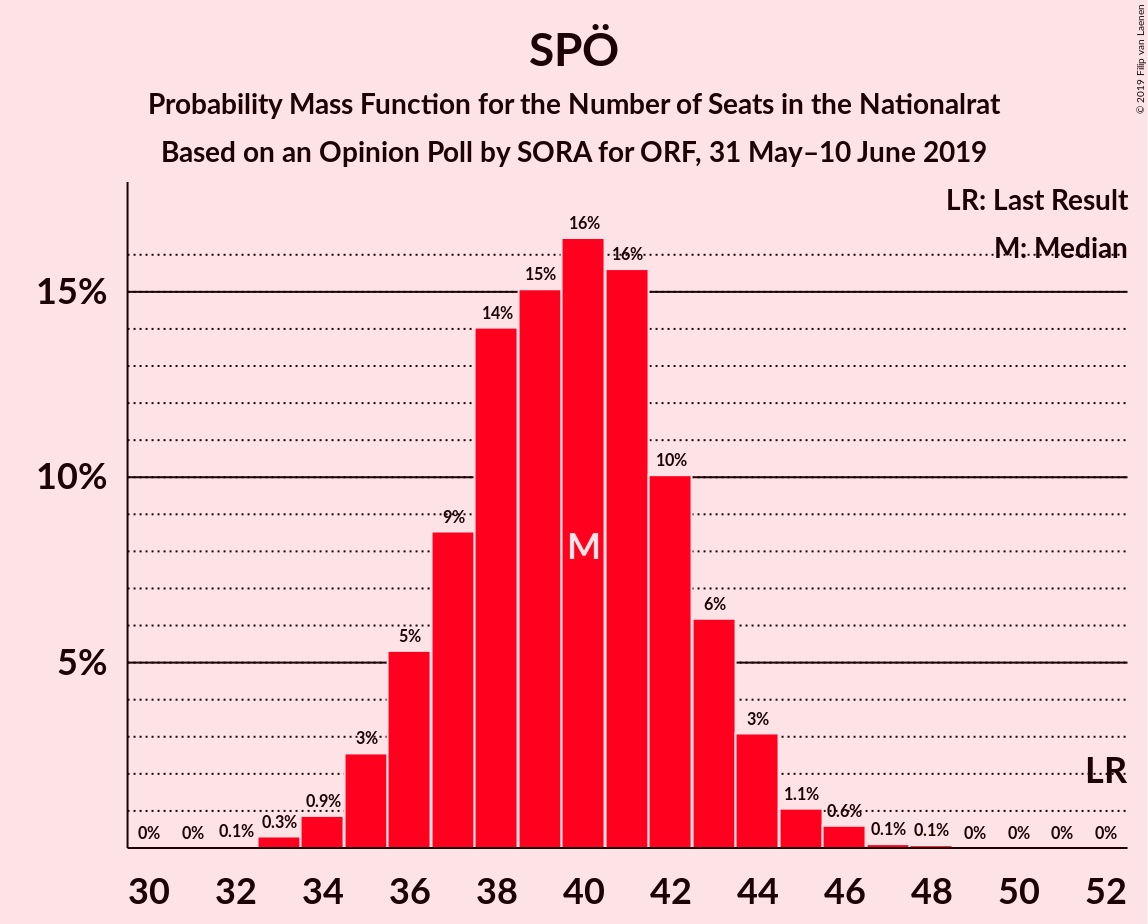 SPÖ
Probability Mass Function for the Number of Seats in the Nationalrat
Based on an Opinion Poll by SORA for ORF, 31 May–10 June 2019
© 2019 Filip van Laenen
LR: Last Result
M: Median
15%
10%
5%
0%
0%
0.1%
0.3%
0.9%
3%
5%
9%
14%
15%
16%
16%
10%
6%
3%
1.1%
0.6%
0.1%
0.1%
0%
0%
0%
0%
M
LR
30 32 34 36 38 40 42 44 46 48 50 52